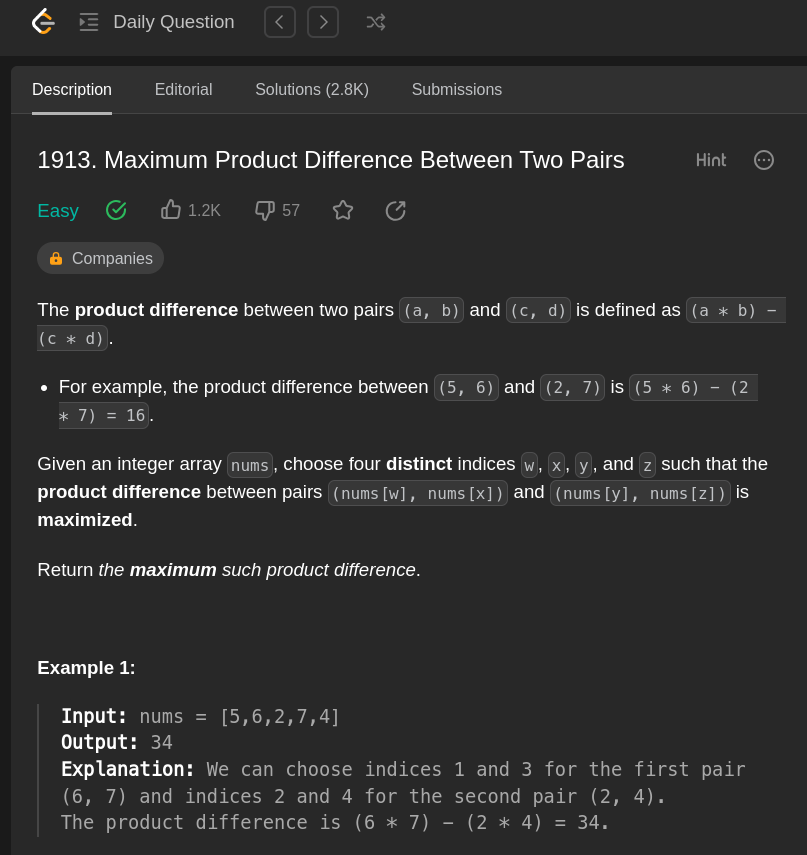 Daily Question
Description Editorial Solutions (2.8K) Submissions
1913. Maximum Product Difference Between Two Pairs Hint
Easy 1.2K 57
Companies
The product difference between two pairs (a, b) and (c, d) is defined as (a * b) -
(c * d).
• For example, the product difference between (5, 6) and (2, 7) is (5 * 6) - (2
* 7) = 16.
Given an integer array nums, choose four distinct indices w, x, y, and z such that the
product difference between pairs (nums[w], nums[x]) and (nums[y], nums[z]) is
maximized.
Return the maximum such product difference.
Example 1:
Input: nums = [5,6,2,7,4]
Output: 34
Explanation: We can choose indices 1 and 3 for the first pair
(6, 7) and indices 2 and 4 for the second pair (2, 4).
The product difference is (6 * 7) - (2 * 4) = 34.